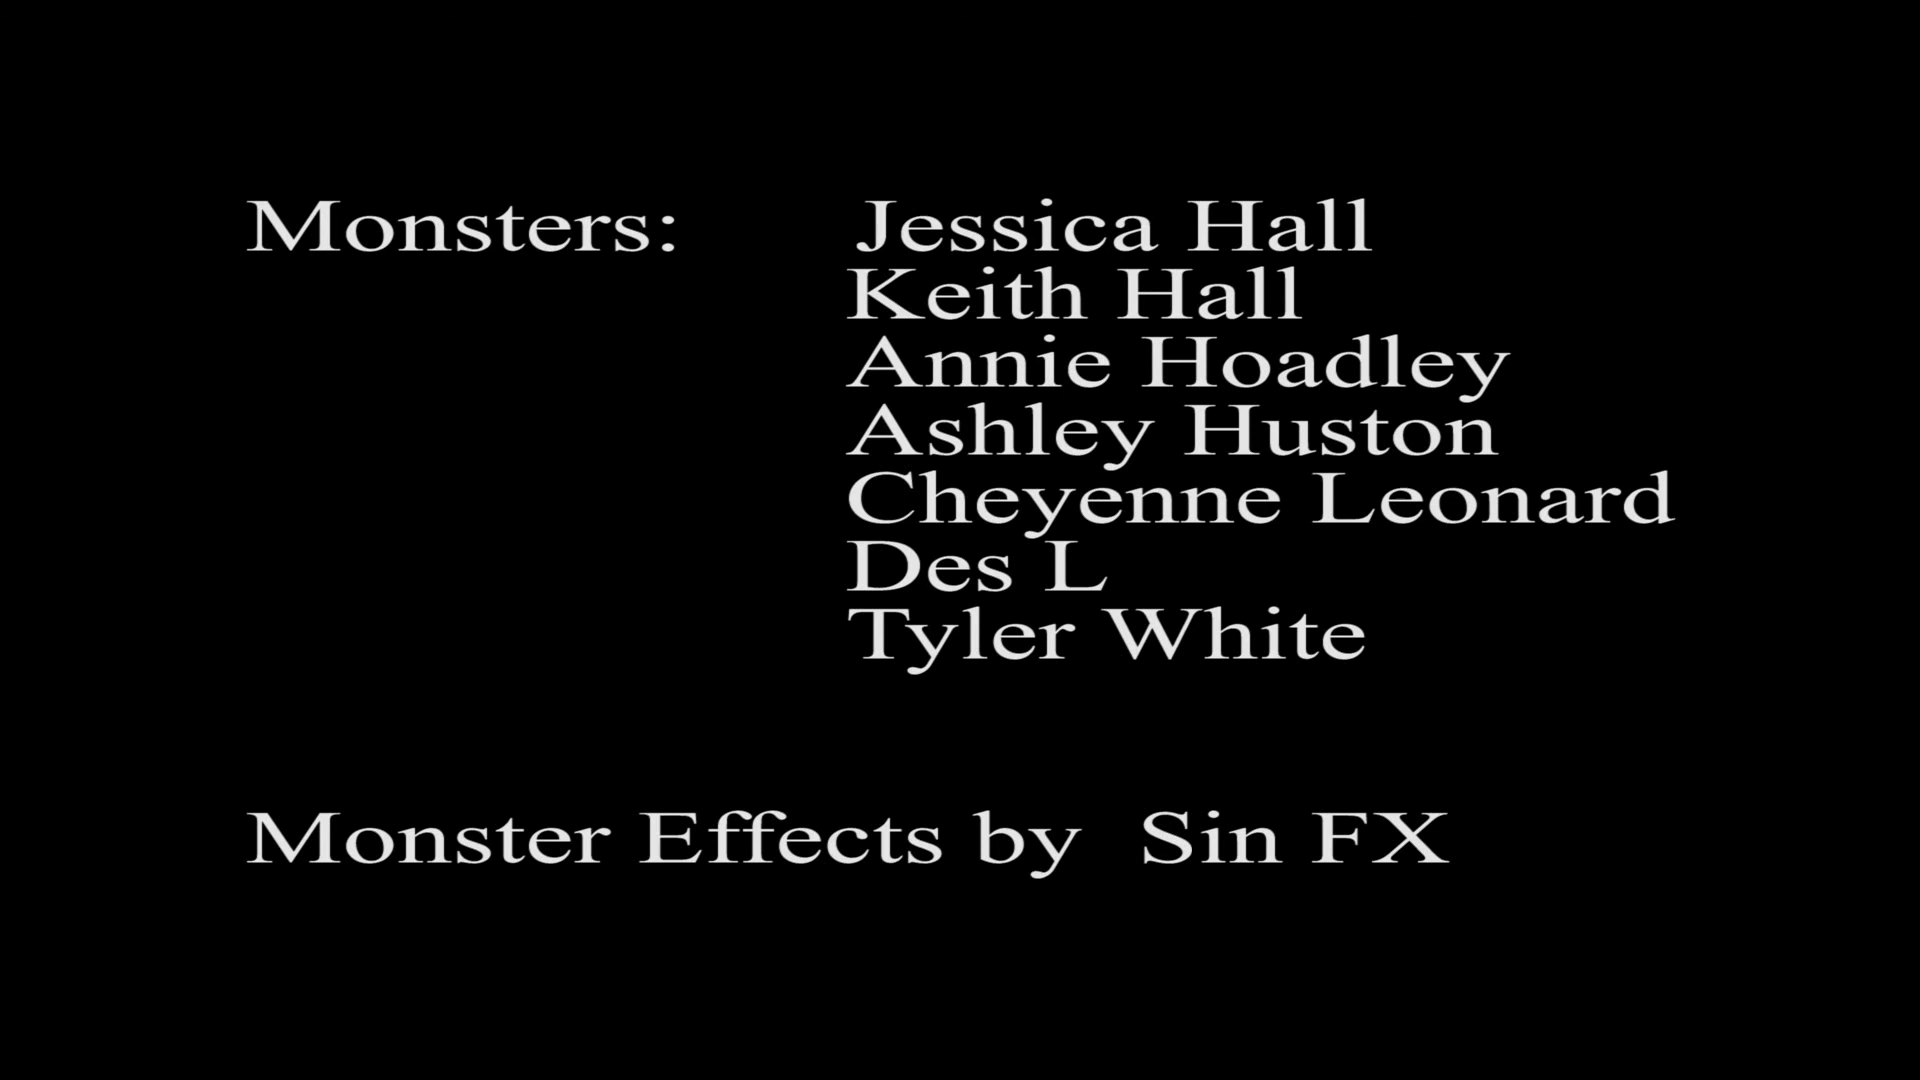 Monsters: Jessica Hall
Keith Hall
Annie Hoadley
Ashley Huston
Cheyenne Leonard
Des L
Tyler White
Monster Effects by Sin FX